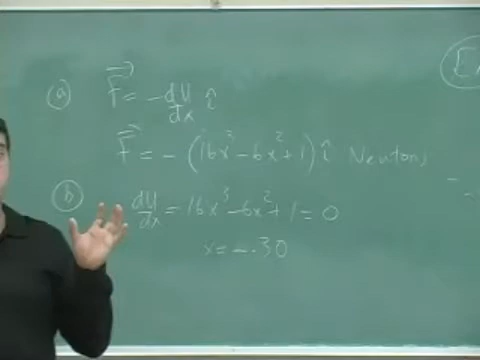 (a) F⃗ = -dU/dx î
F⃗ = - (16x³ - 6x² + 1) î Newtons
(b) dU/dx = 16x³ - 6x² + 1 = 0
x = -.30